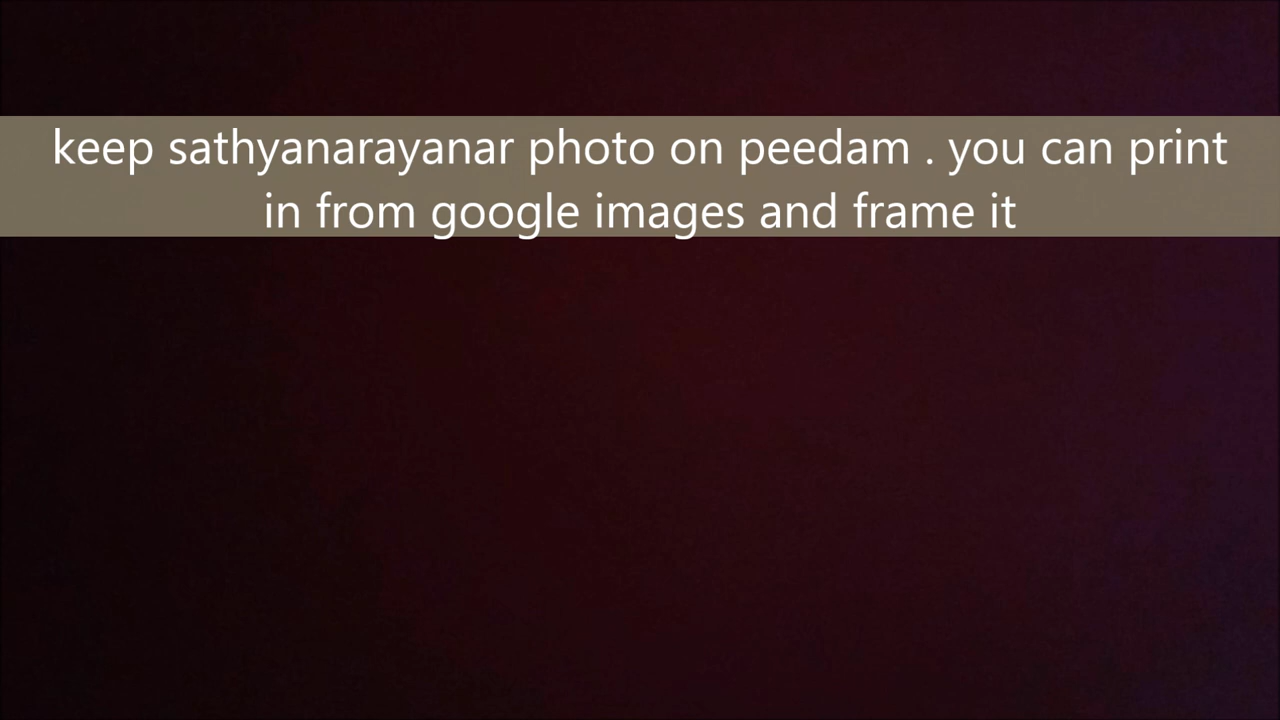 keep sathyanarayanar photo on peedam . you can print
in from google images and frame it